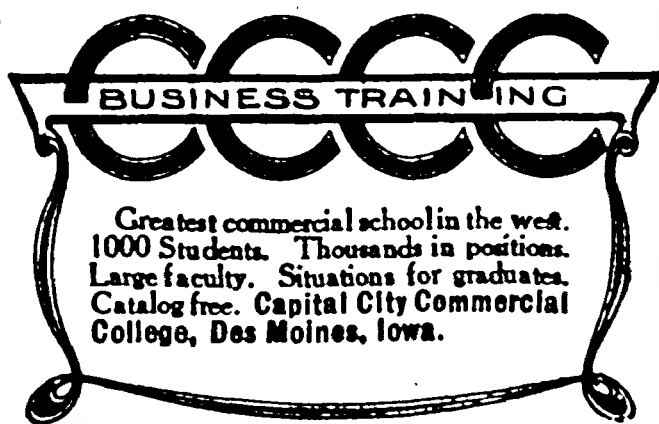 CCCC
BUSINESS TRAINING
Greatest commercial school in the west.
1000 Students. Thousands in positions.
Large faculty. Situations for graduates.
Catalog free. Capital City Commercial
College, Des Moines, Iowa.